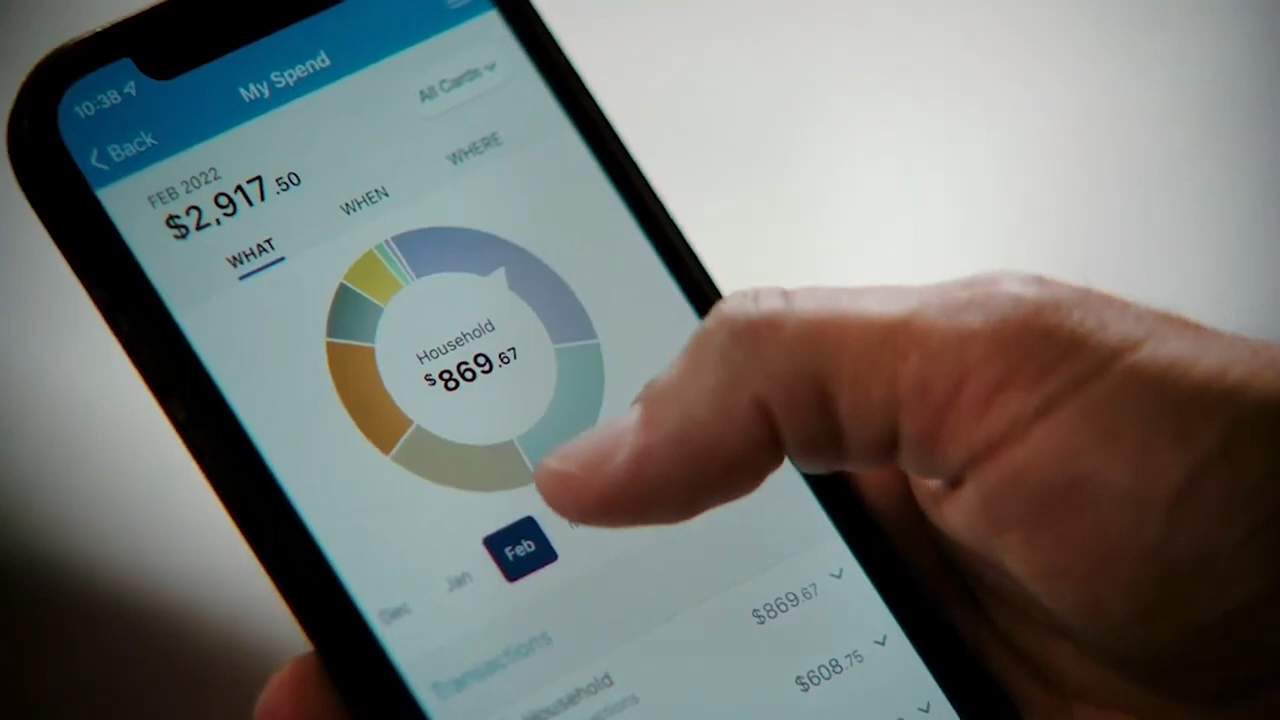 10:38
My Spend
Back
All Cards
FEB 2022
$2,917.50
WHAT
WHEN
WHERE
Household
$869.67
Dec
Jan
Feb
Transactions
Household
$869.67
$608.75